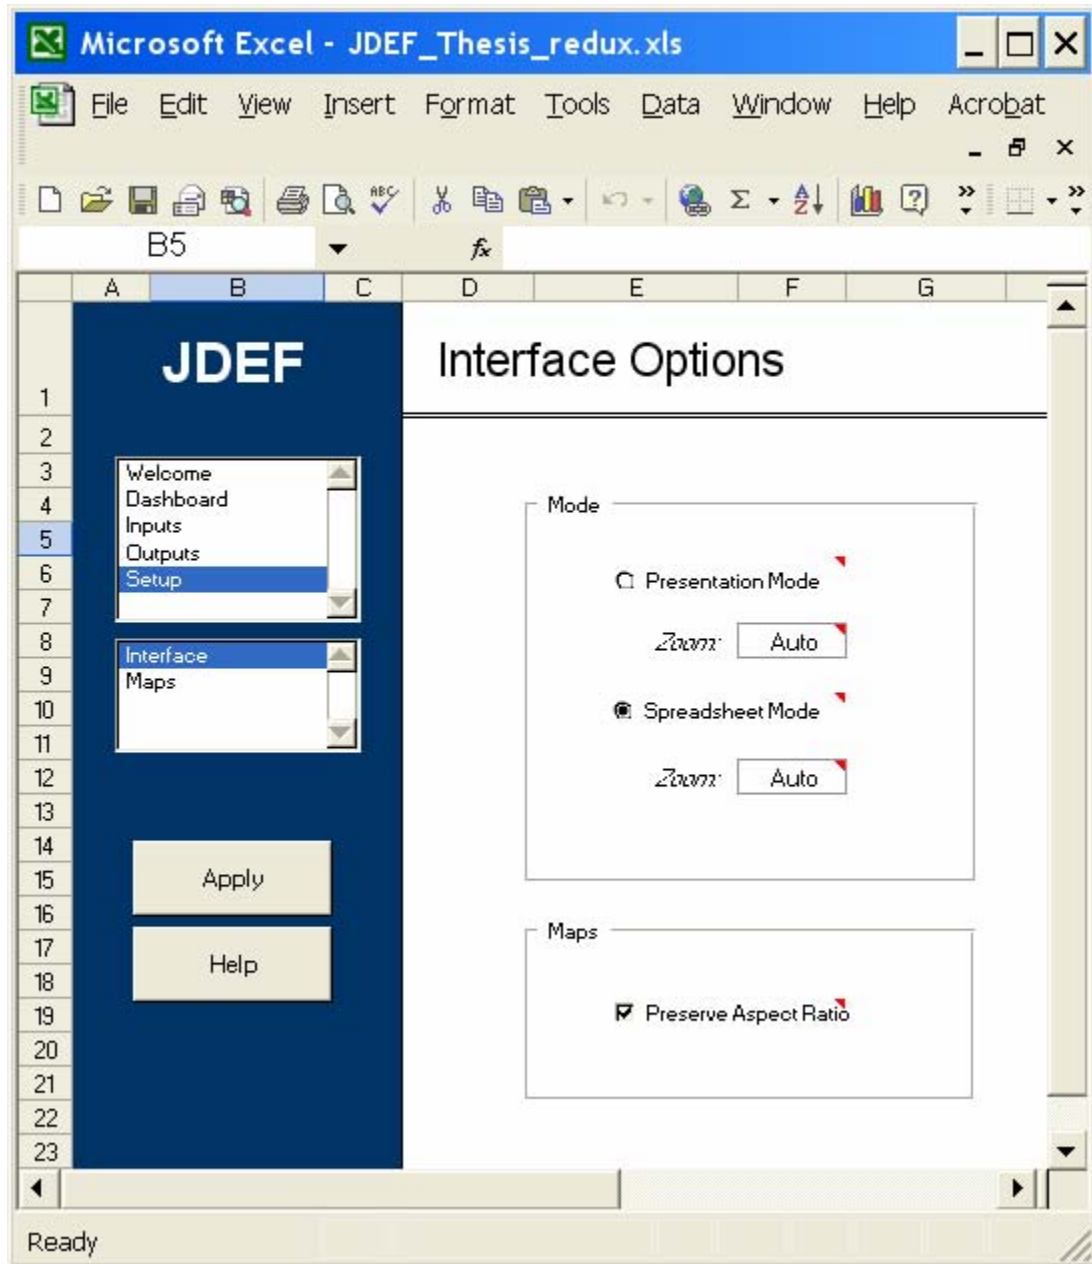 Microsoft Excel - JDEF_Thesis_redux.xls
File Edit View Insert Format Tools Data Window Help Acrobat
ABC Σ A Z ?
B5 fx
A B C D E F G
1 JDEF Interface Options
2
3 Welcome
4 Dashboard Mode
5 Inputs
Outputs
6 Setup Presentation Mode
7
8 Interface Zoom: Auto
9 Maps
10 Spreadsheet Mode
11
12 Zoom: Auto
13
14
15 Apply
16
17 Maps
18 Help
19 Preserve Aspect Ratio
20
21
22
23
Ready